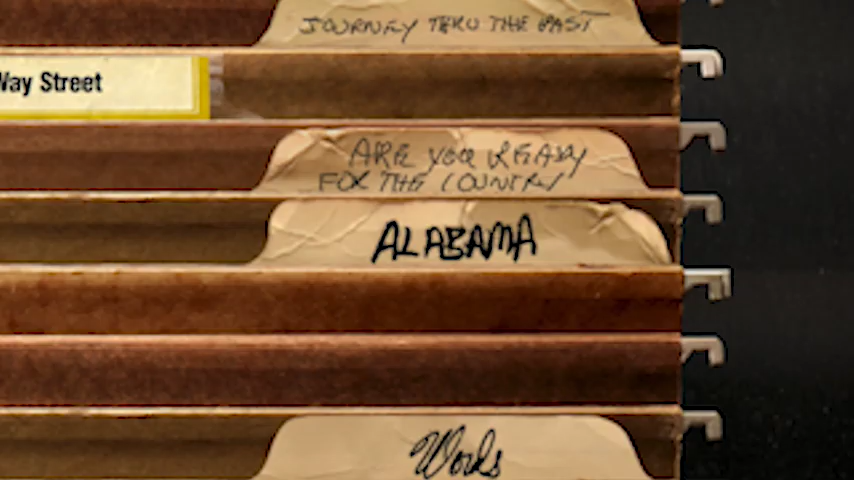 JOURNEY THRU THE PAST
Way Street
ARE YOU READY
FOR THE COUNTRY
ALABAMA
Words